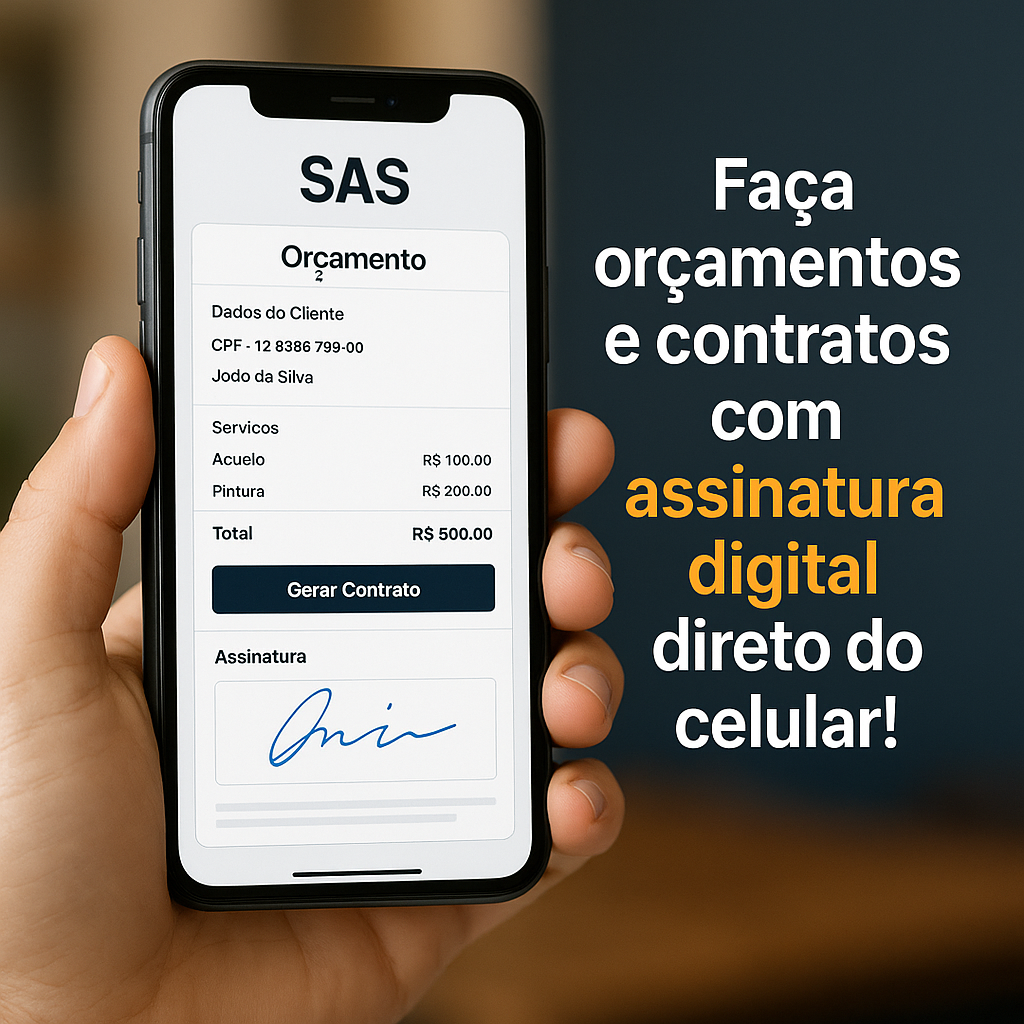 SAS
Orçamento
2
Dados do Cliente
CPF - 12 8386 799-00
Jodo da Silva
Servicos
Acuelo R$ 100.00
Pintura R$ 200.00
Total R$ 500.00
Gerar Contrato
Assinatura
Faça
orçamentos
e contratos
com
assinatura
digital
direto do
celular!